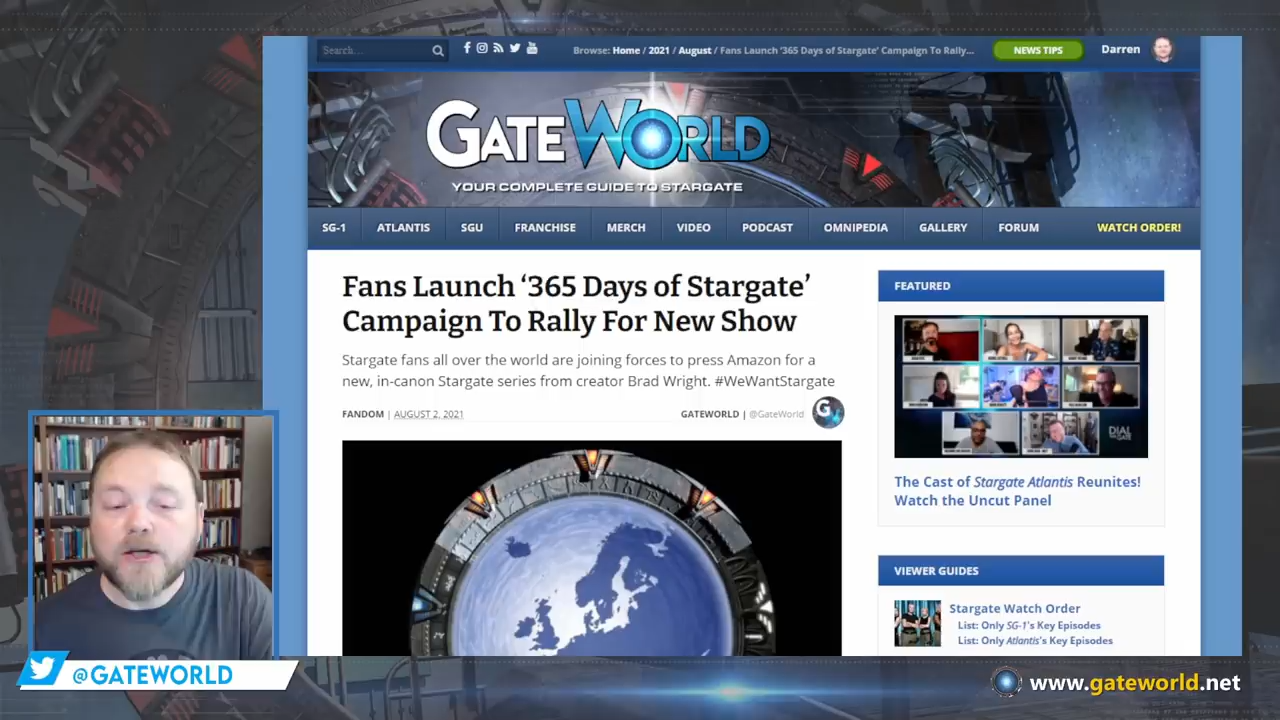 Search...
Browse: Home / 2021 / August / Fans Launch ‘365 Days of Stargate’ Campaign To Rally...
NEWS TIPS
Darren
GATEWORLD
YOUR COMPLETE GUIDE TO STARGATE
SG-1
ATLANTIS
SGU
FRANCHISE
MERCH
VIDEO
PODCAST
OMNIPEDIA
GALLERY
FORUM
WATCH ORDER!
Fans Launch ‘365 Days of Stargate’
Campaign To Rally For New Show
Stargate fans all over the world are joining forces to press Amazon for a
new, in-canon Stargate series from creator Brad Wright. #WeWantStargate
FANDOM | AUGUST 2, 2021
GATEWORLD | @GateWorld
FEATURED
DIAL
THE GATE
The Cast of Stargate Atlantis Reunites!
Watch the Uncut Panel
VIEWER GUIDES
Stargate Watch Order
List: Only SG-1's Key Episodes
List: Only Atlantis's Key Episodes
@GATEWORLD
www.gateworld.net